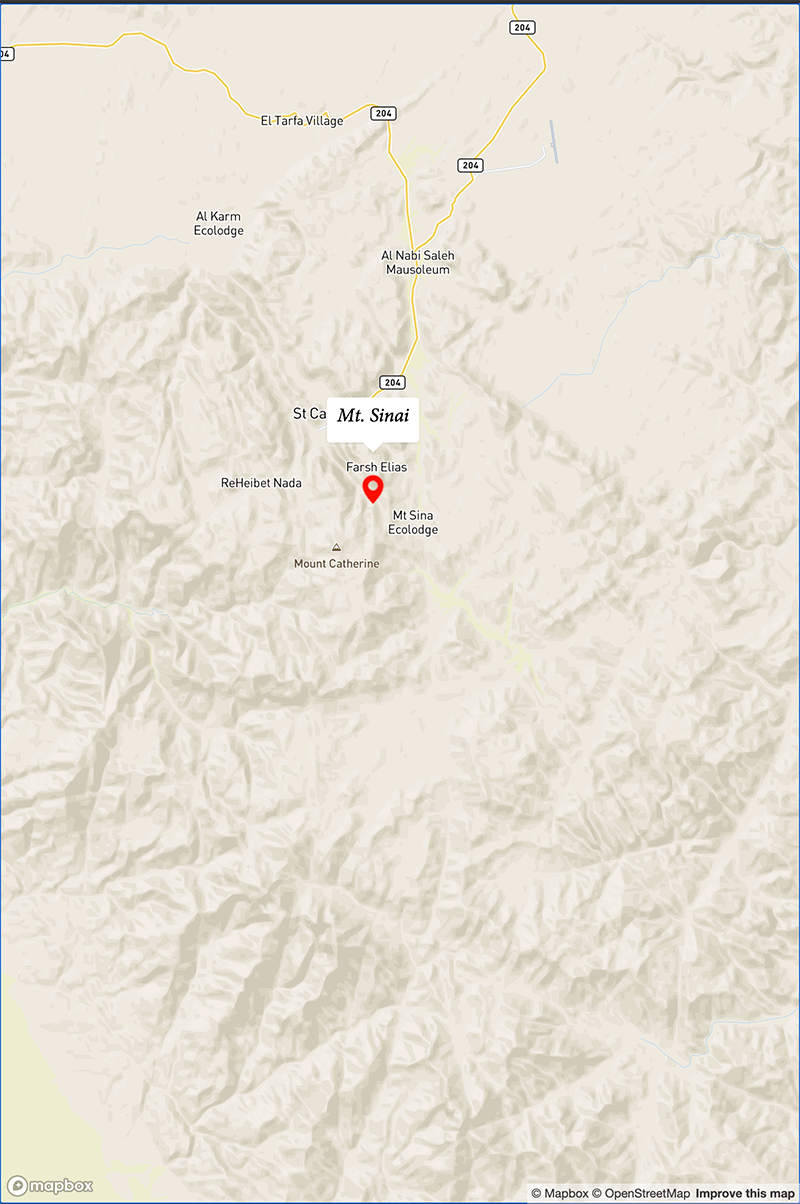 204
04
204
El Tarfa Village
204
Al Karm
Ecolodge
Al Nabi Saleh
Mausoleum
204
St Ca
Mt. Sinai
Farsh Elias
ReHeibet Nada
Mt Sina
Ecolodge
Mount Catherine
mapbox
© Mapbox © OpenStreetMap Improve this map